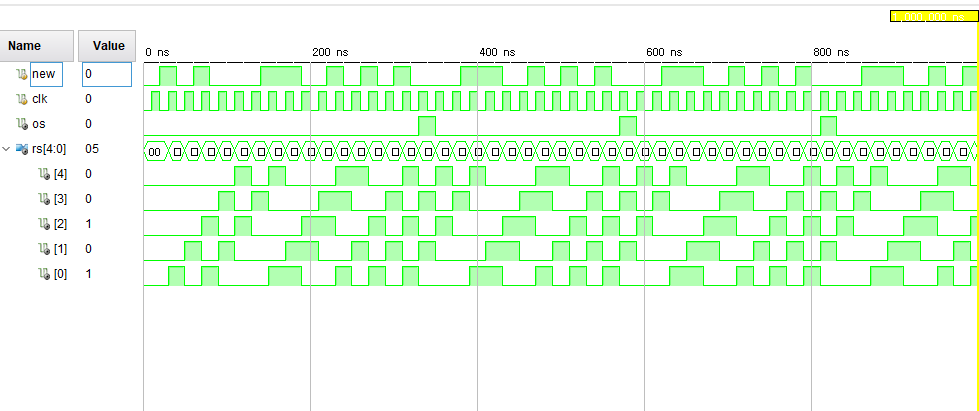 Name Value
0 ns 200 ns 400 ns 600 ns 800 ns
new 0
clk 0
os 0
rs[4:0] 05 00
[4] 0
[3] 0
[2] 1
[1] 0
[0] 1